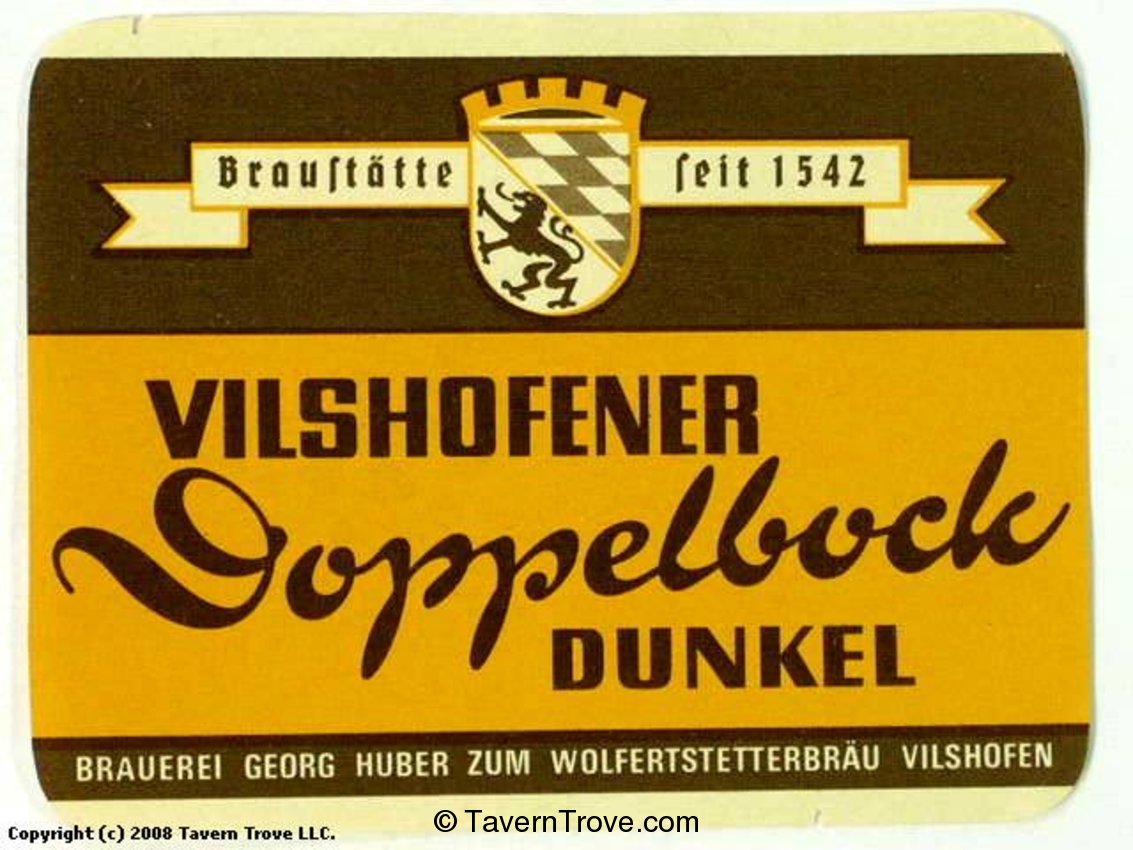 Brauſtätte ſeit 1542
VILSHOFENER
Doppelbock
DUNKEL
BRAUEREI GEORG HUBER ZUM WOLFERTSTETTERBRÄU VILSHOFEN
Copyright (c) 2008 Tavern Trove LLC.
© TavernTrove.com